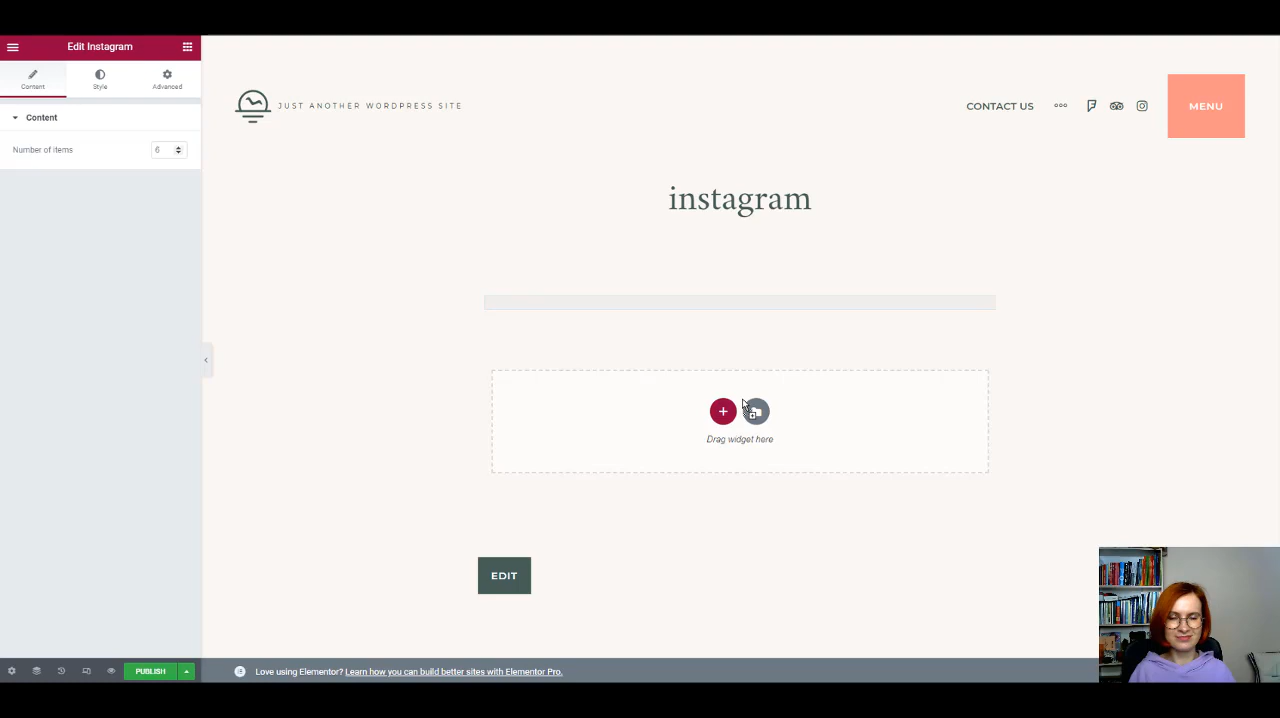 Edit Instagram
Content
Style
Advanced
Content
Number of items
6
JUST ANOTHER WORDPRESS SITE
CONTACT US
MENU
instagram
Drag widget here
EDIT
PUBLISH
Love using Elementor? Learn how you can build better sites with Elementor Pro.